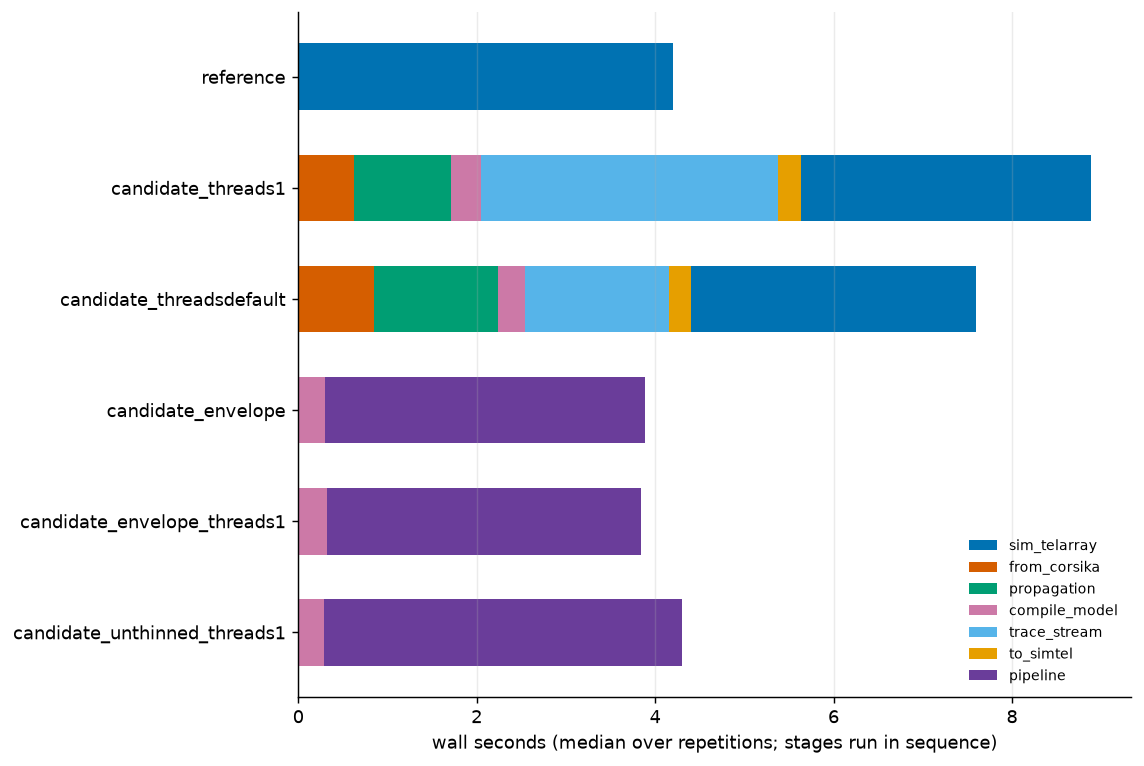 reference
candidate_threads1
candidate_threadsdefault
candidate_envelope
candidate_envelope_threads1
candidate_unthinned_threads1
sim_telarray
from_corsika
propagation
compile_model
trace_stream
to_simtel
pipeline
0 2 4 6 8
wall seconds (median over repetitions; stages run in sequence)